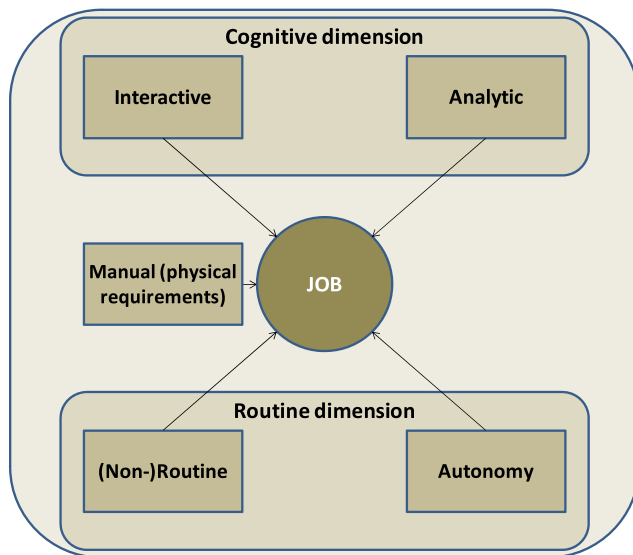 Cognitive dimension
Interactive
Analytic
Manual (physical
requirements)
JOB
Routine dimension
(Non-)Routine
Autonomy